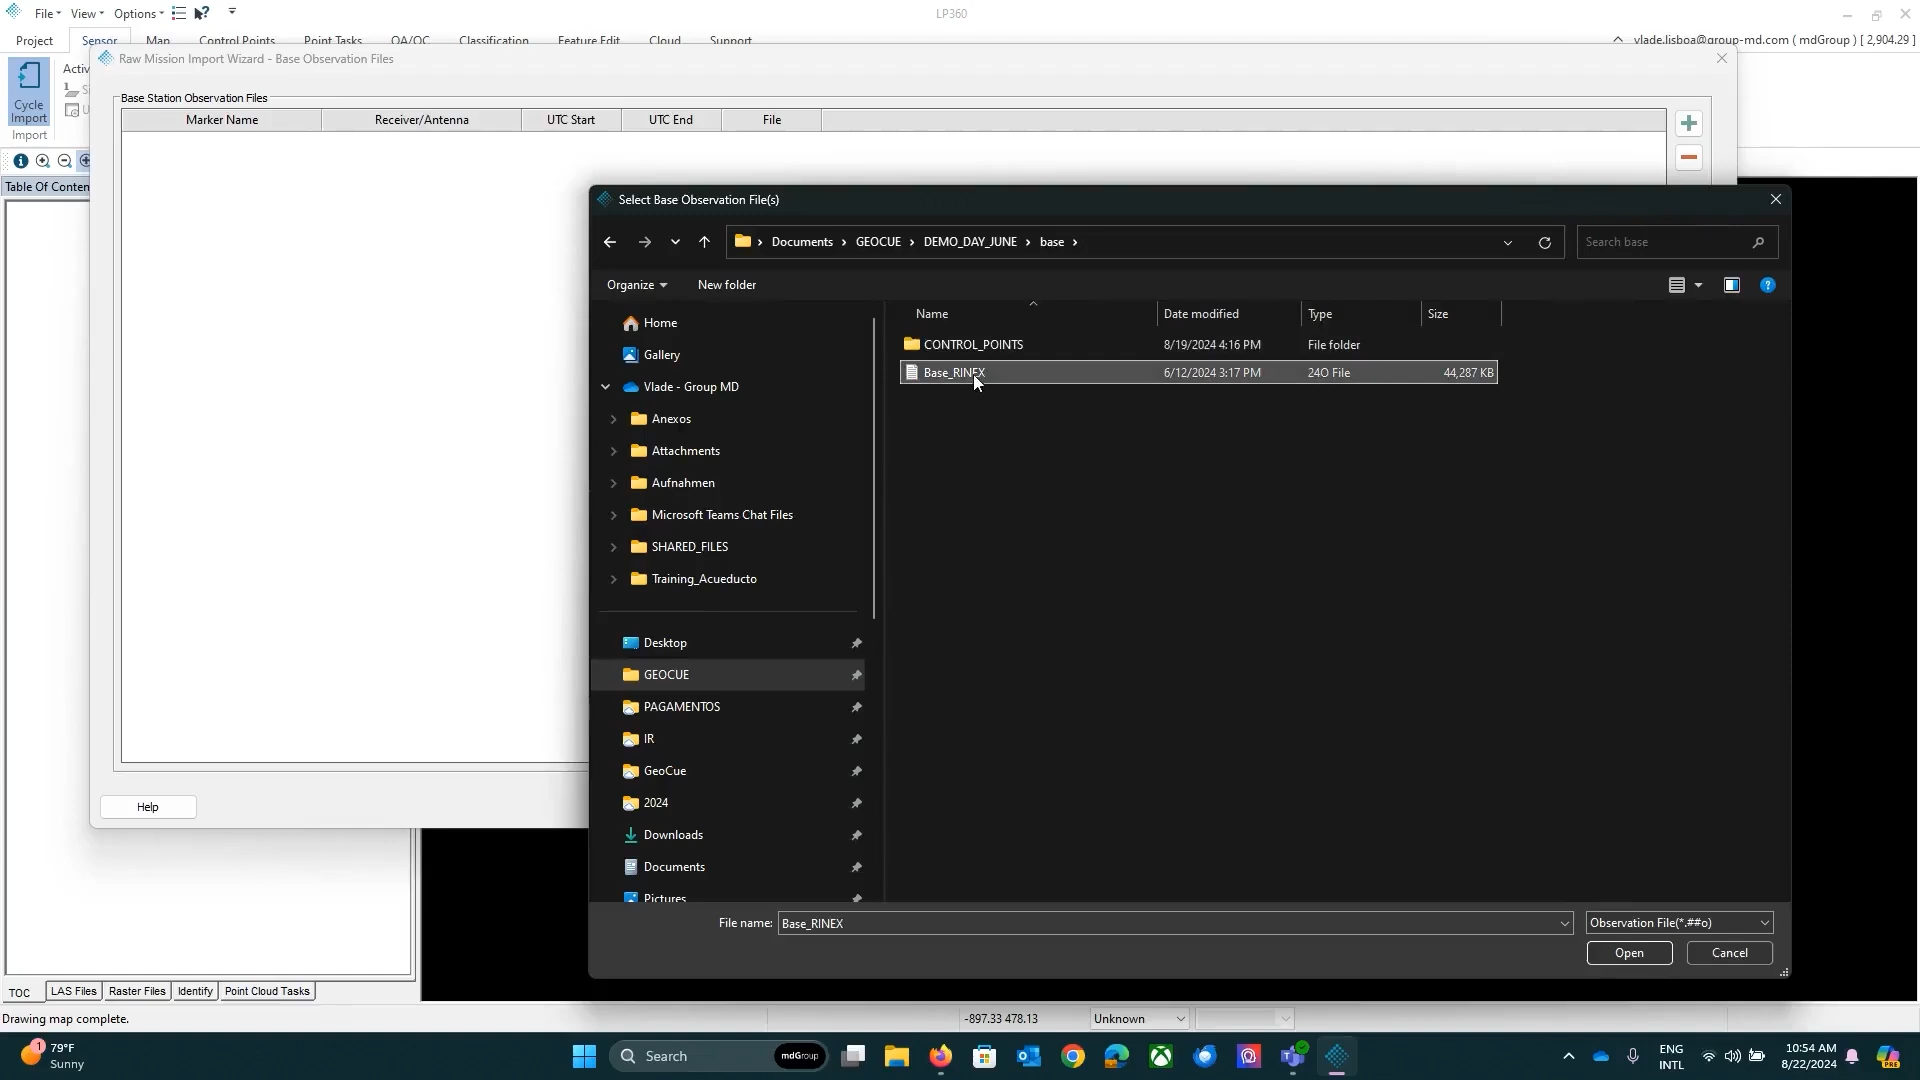 File View Options LP360
Project Sensor Map Control Points Point Tasks QA/QC Classification Feature Edit Cloud Support vlade.lisboa@group-md.com ( mdGroup ) [ 2,904.29 ]
Raw Mission Import Wizard - Base Observation Files
Activ
Cycle
Import
Import
Base Station Observation Files
Marker Name Receiver/Antenna UTC Start UTC End File
Table Of Conten
Select Base Observation File(s)
Documents GEOCUE DEMO_DAY_JUNE base Search base
Organize New folder
Name Date modified Type Size
Home
Gallery
Vlade - Group MD
Anexos
Attachments
Aufnahmen
Microsoft Teams Chat Files
SHARED_FILES
Training_Acueducto
Desktop
GEOCUE
PAGAMENTOS
IR
GeoCue
2024
Downloads
Documents
Pictures
CONTROL_POINTS 8/19/2024 4:16 PM File folder
Base_RINEX 6/12/2024 3:17 PM 24O File 44,287 KB
File name: Base_RINEX Observation File(*.##o)
Open Cancel
Help
TOC LAS Files Raster Files Identify Point Cloud Tasks
Drawing map complete. -897.33 478.13 Unknown
1
79°F
Sunny
Search mdGroup
ENG
INTL
10:54 AM
8/22/2024
PRE